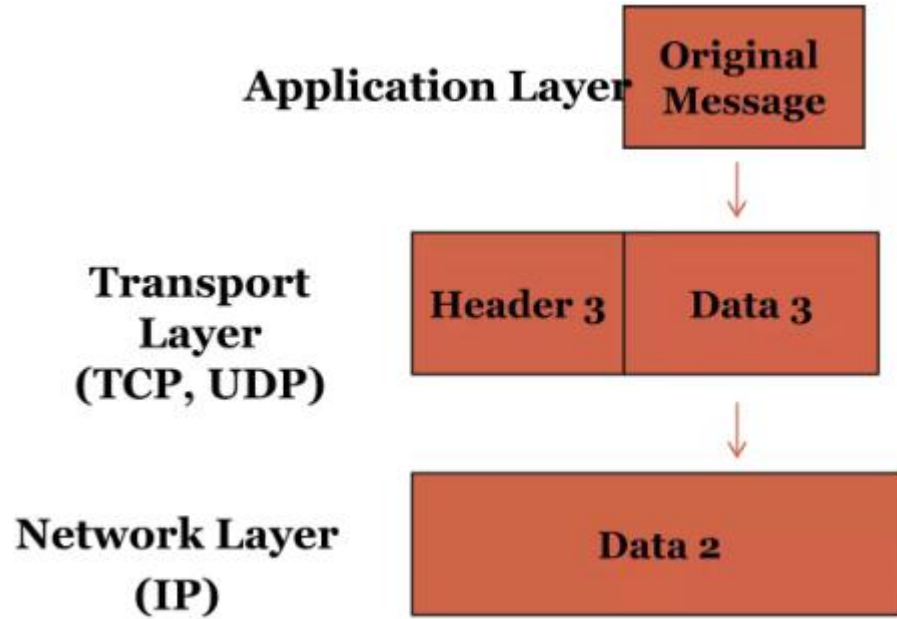 Application Layer
Original
Message
Transport
Layer
(TCP, UDP)
Header 3
Data 3
Network Layer
(IP)
Data 2